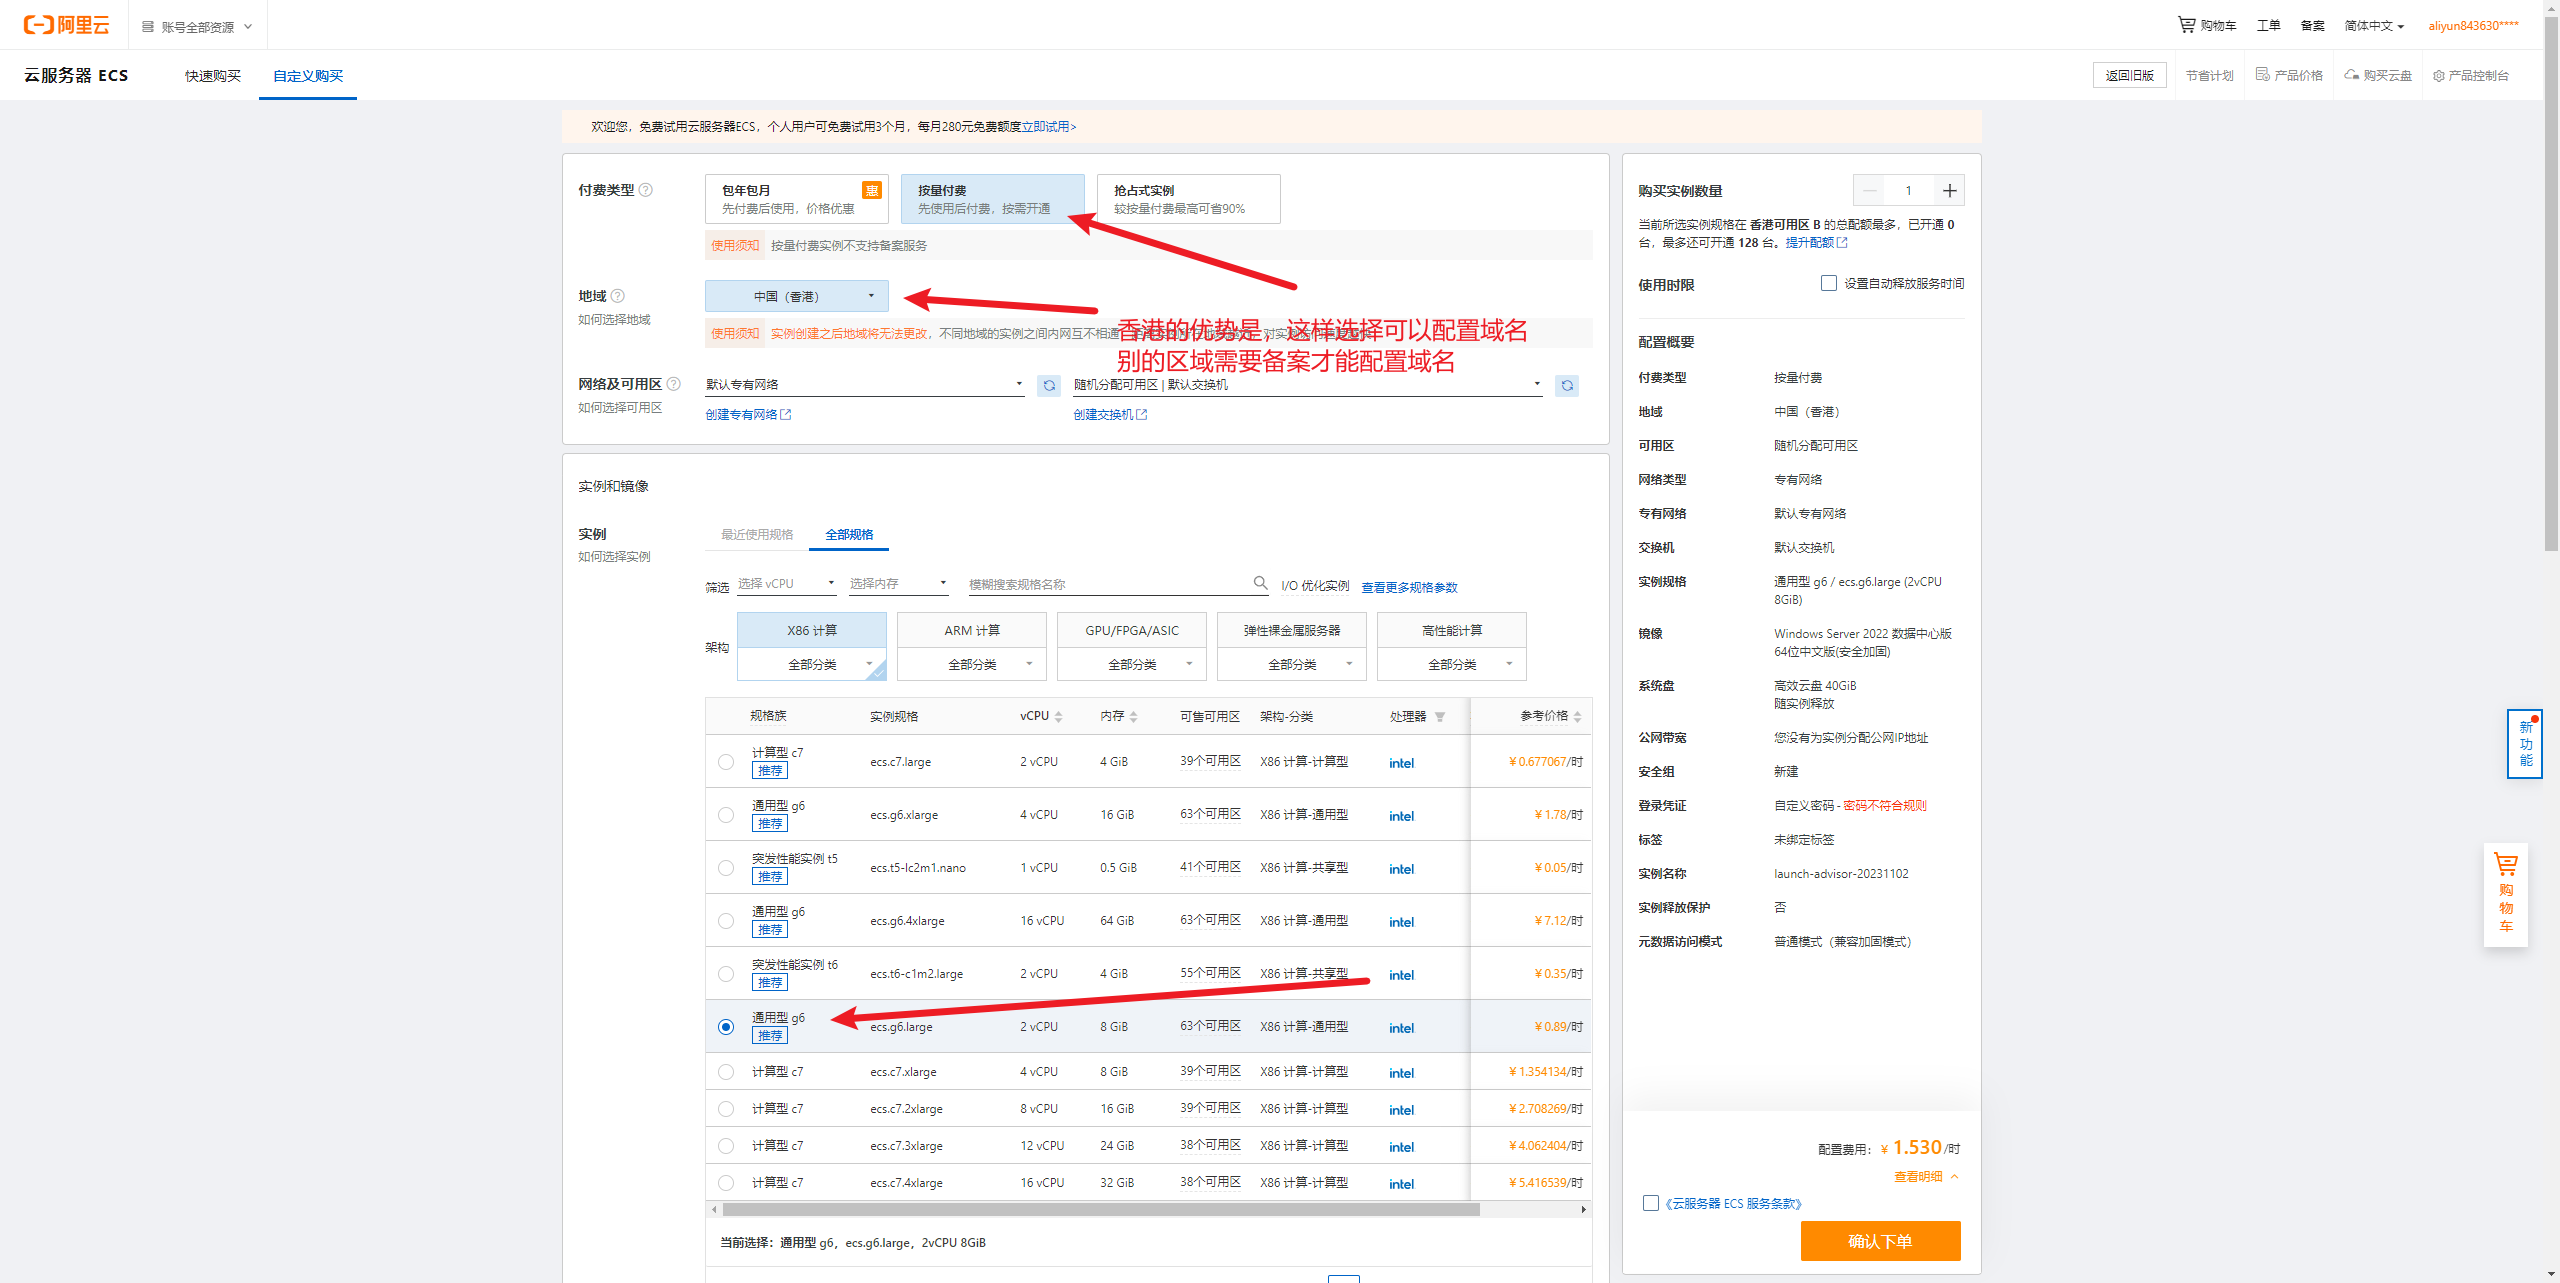 阿里云
账号全部资源
购物车
工单
备案
简体中文
aliyun843630****
云服务器 ECS
快速购买
自定义购买
返回旧版
节省计划
产品价格
购买云盘
产品控制台
欢迎您，免费试用云服务器ECS，个人用户可免费试用3个月，每月280元免费额度立即试用>
付费类型
包年包月
惠
先付费后使用，价格优惠
按量付费
先使用后付费，按需开通
抢占式实例
较按量付费最高可省90%
使用须知 按量付费实例不支持备案服务
地域
如何选择地域
中国（香港）
使用须知 实例创建之后地域将无法更改，不同地域的实例之间内网互不相通
香港的优势是，这样选择可以配置域名
别的区域需要备案才能配置域名
网络及可用区
如何选择可用区
默认专有网络
随机分配可用区 | 默认交换机
创建专有网络
创建交换机
实例和镜像
实例
如何选择实例
最近使用规格
全部规格
筛选
选择 vCPU
选择内存
模糊搜索规格名称
I/O 优化实例
查看更多规格参数
架构
X86 计算
ARM 计算
GPU/FPGA/ASIC
弹性裸金属服务器
高性能计算
全部分类
全部分类
全部分类
全部分类
全部分类
规格族 实例规格 vCPU 内存 可售可用区 架构-分类 处理器 参考价格
计算型 c7 推荐 ecs.c7.large 2 vCPU 4 GiB 39个可用区 X86 计算-计算型 intel ¥ 0.677067/时
通用型 g6 推荐 ecs.g6.xlarge 4 vCPU 16 GiB 63个可用区 X86 计算-通用型 intel ¥ 1.78/时
突发性能实例 t5 推荐 ecs.t5-lc2m1.nano 1 vCPU 0.5 GiB 41个可用区 X86 计算-共享型 intel ¥ 0.05/时
通用型 g6 推荐 ecs.g6.4xlarge 16 vCPU 64 GiB 63个可用区 X86 计算-通用型 intel ¥ 7.12/时
突发性能实例 t6 推荐 ecs.t6-c1m2.large 2 vCPU 4 GiB 55个可用区 X86 计算-共享型 intel ¥ 0.35/时
通用型 g6 推荐 ecs.g6.large 2 vCPU 8 GiB 63个可用区 X86 计算-通用型 intel ¥ 0.89/时
计算型 c7 ecs.c7.xlarge 4 vCPU 8 GiB 39个可用区 X86 计算-计算型 intel ¥ 1.354134/时
计算型 c7 ecs.c7.2xlarge 8 vCPU 16 GiB 39个可用区 X86 计算-计算型 intel ¥ 2.708269/时
计算型 c7 ecs.c7.3xlarge 12 vCPU 24 GiB 38个可用区 X86 计算-计算型 intel ¥ 4.062404/时
计算型 c7 ecs.c7.4xlarge 16 vCPU 32 GiB 38个可用区 X86 计算-计算型 intel ¥ 5.416539/时
当前选择：通用型 g6，ecs.g6.large，2vCPU 8GiB
购买实例数量
1
当前所选实例规格在 香港可用区 B 的总配额最多，已开通 0
台，最多还可开通 128 台。提升配额
使用时限
设置自动释放服务时间
配置概要
付费类型 按量付费
地域 中国（香港）
可用区 随机分配可用区
网络类型 专有网络
专有网络 默认专有网络
交换机 默认交换机
实例规格 通用型 g6 / ecs.g6.large (2vCPU
8GiB)
镜像 Windows Server 2022 数据中心版
64位中文版(安全加固)
系统盘 高效云盘 40GiB
随实例释放
公网带宽 您没有为实例分配公网IP地址
安全组 新建
登录凭证 自定义密码 - 密码不符合规则
标签 未绑定标签
实例名称 launch-advisor-20231102
实例释放保护 否
元数据访问模式 普通模式（兼容加固模式）
配置费用：¥ 1.530 /时
查看明细
《云服务器 ECS 服务条款》
确认下单
新功能
购物车